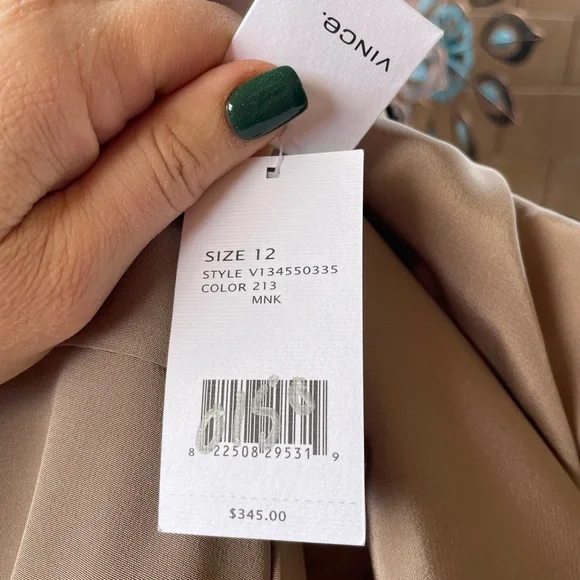 VINCE.
SIZE 12
STYLE V134550335
COLOR 213
MNK
8 22508 29531 9
$345.00